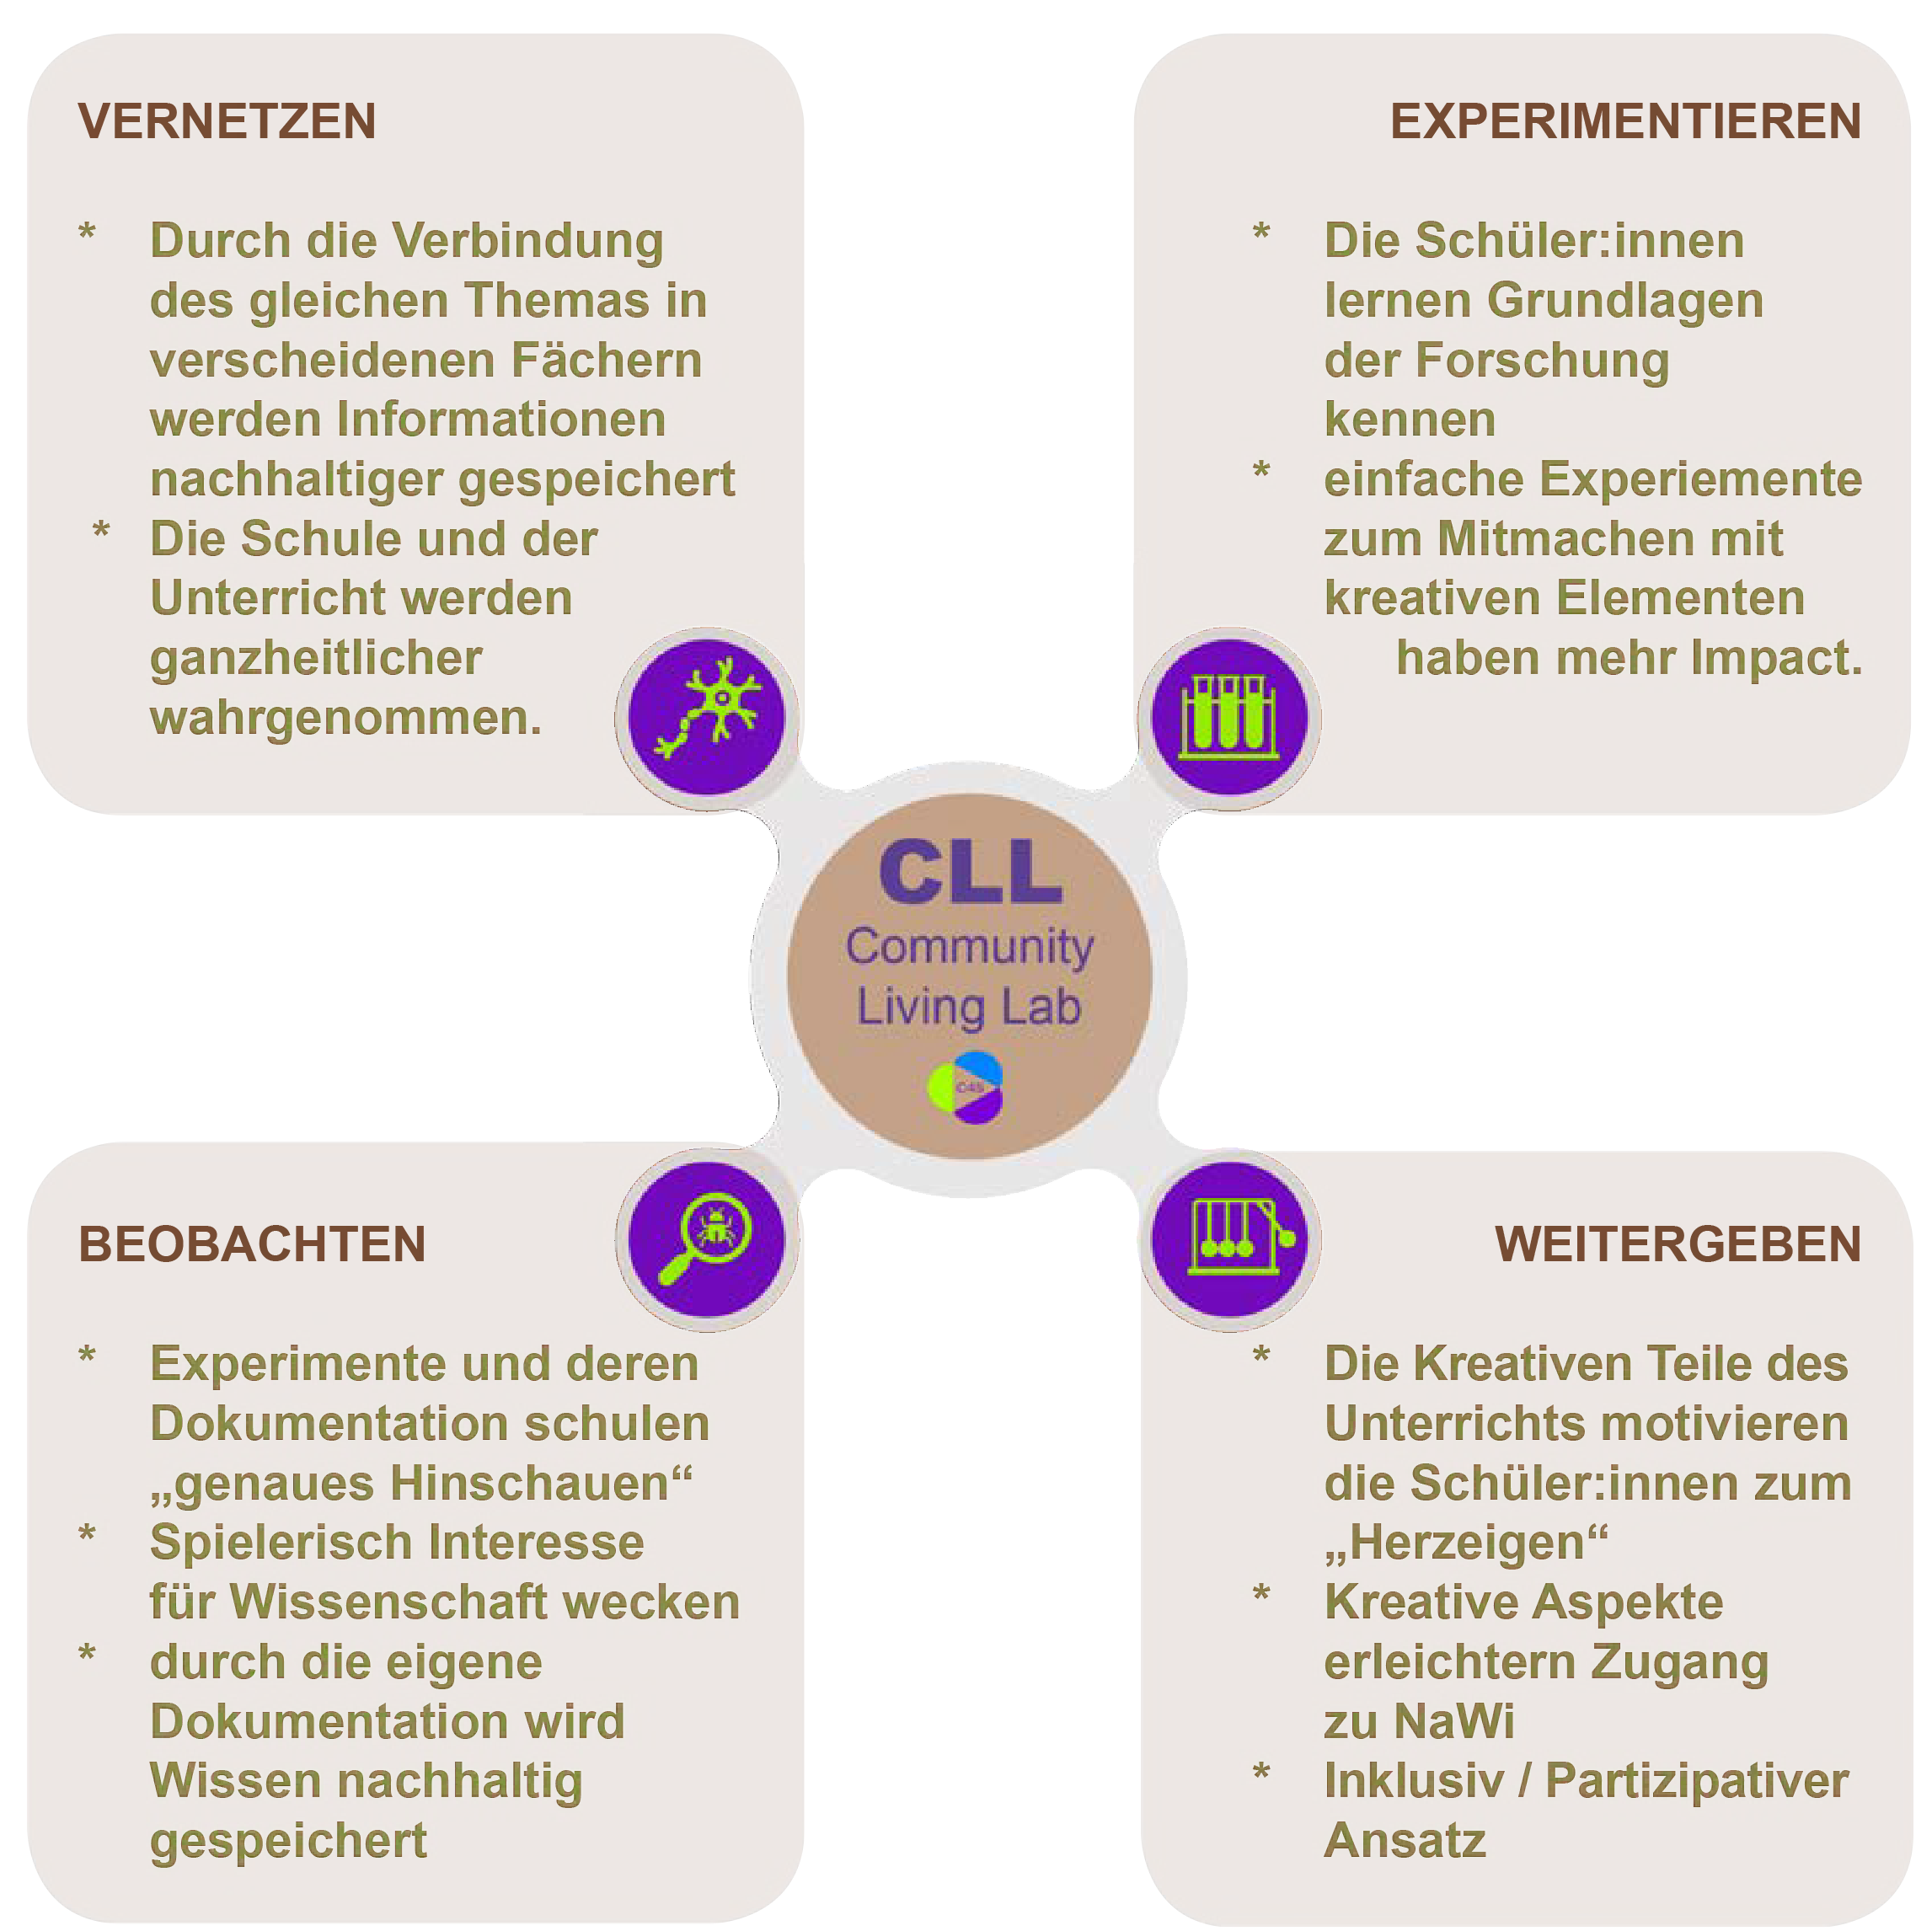 VERNETZEN
* Durch die Verbindung
des gleichen Themas in
verscheidenen Fächern
werden Informationen
nachhaltiger gespeichert
* Die Schule und der
Unterricht werden
ganzheitlicher
wahrgenommen.
EXPERIMENTIEREN
* Die Schüler:innen
lernen Grundlagen
der Forschung
kennen
* einfache Experiemente
zum Mitmachen mit
kreativen Elementen
haben mehr Impact.
CLL
Community
Living Lab
C4S
BEOBACHTEN
* Experimente und deren
Dokumentation schulen
„genaues Hinschauen“
* Spielerisch Interesse
für Wissenschaft wecken
* durch die eigene
Dokumentation wird
Wissen nachhaltig
gespeichert
WEITERGEBEN
* Die Kreativen Teile des
Unterrichts motivieren
die Schüler:innen zum
„Herzeigen“
* Kreative Aspekte
erleichtern Zugang
zu NaWi
* Inklusiv / Partizipativer
Ansatz